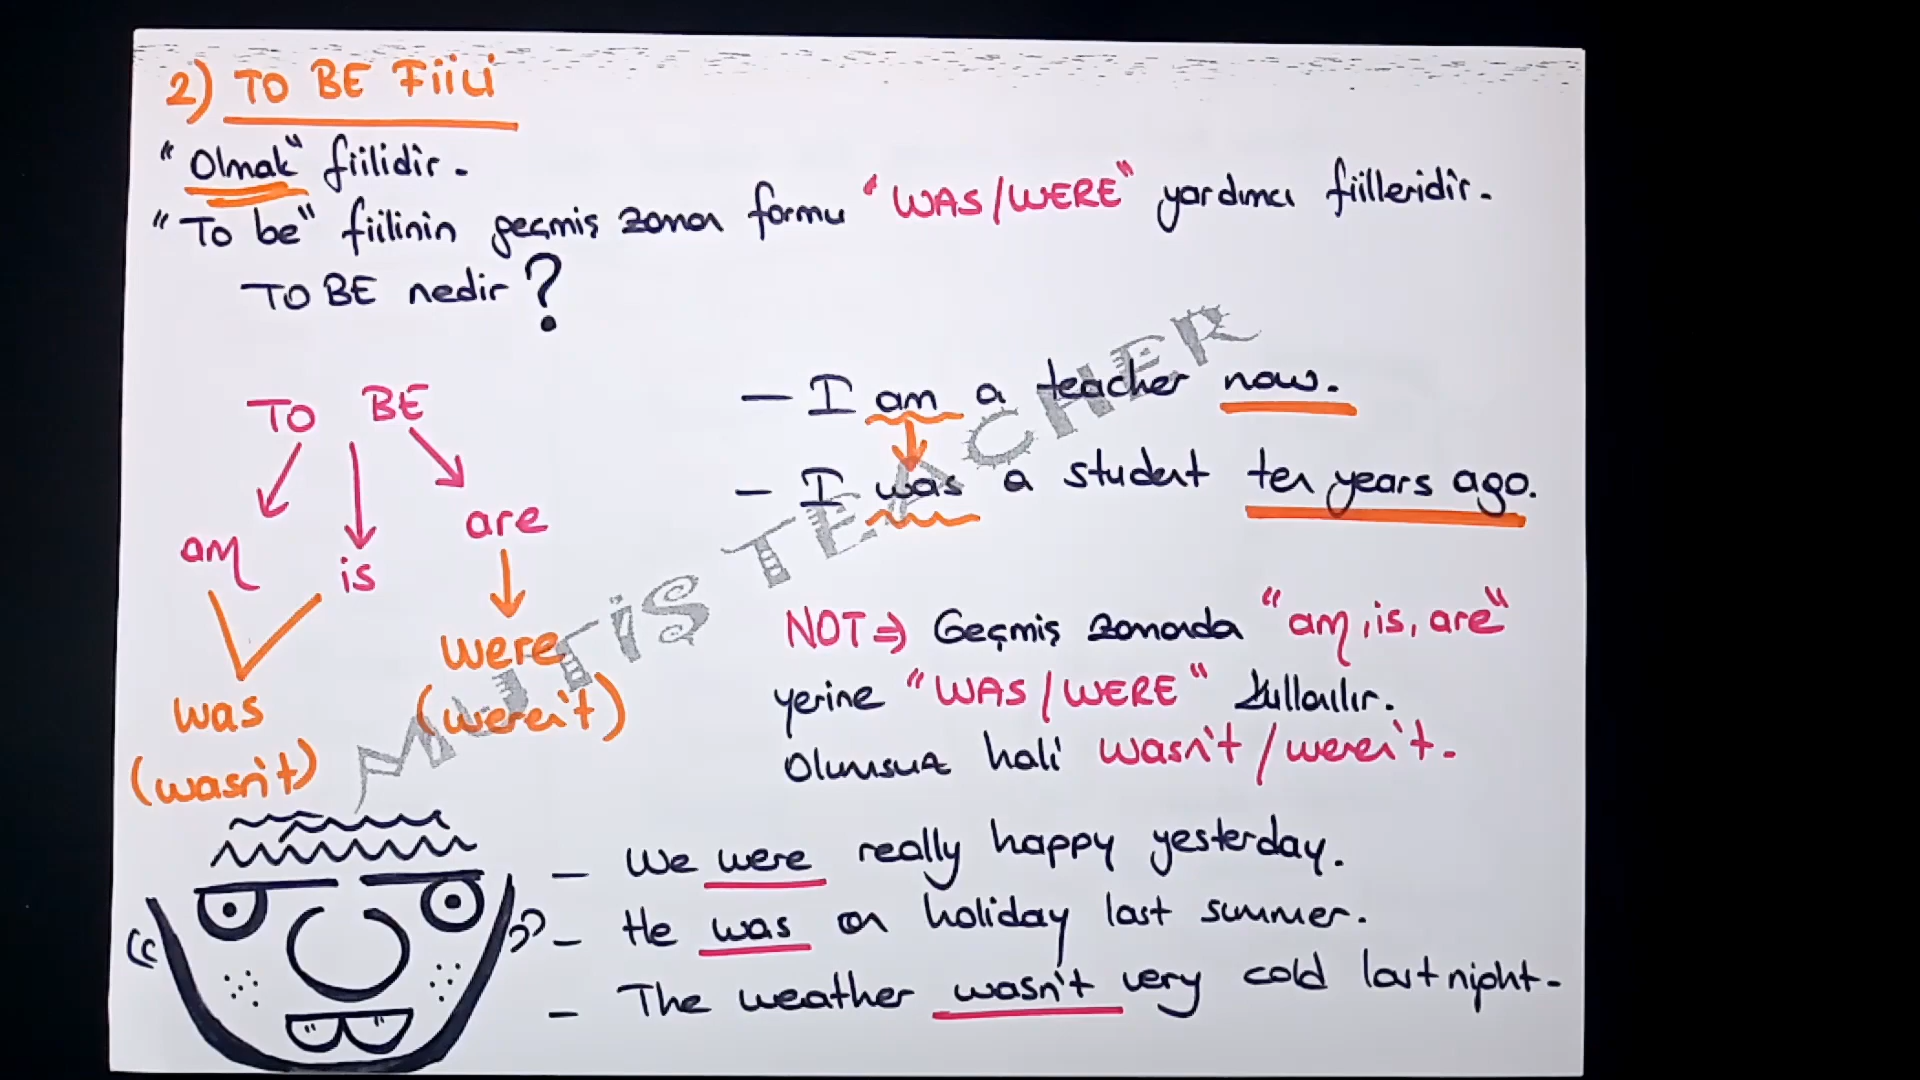 2) TO BE Fiili
"Olmak" fiilidir.
"To be" fiilinin geçmiş zaman formu "WAS/WERE" yardımcı fiilleridir.
TO BE nedir?
TO BE
am is are
was were
(wasn't) (weren't)
- I am a teacher now.
- I was a student ten years ago.
NOT ⇒ Geçmiş zamanda "am, is, are"
yerine "WAS/WERE" kullanılır.
Olumsuz hali wasn't/weren't.
- We were really happy yesterday.
- He was on holiday last summer.
- The weather wasn't very cold last night.
MUTIS TEACHER